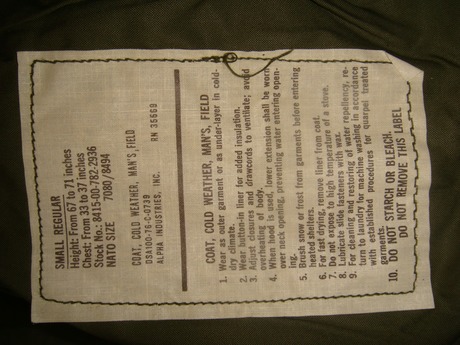 SMALL REGULAR
Height: From 67 to 71 inches
Chest: From 33 to 37 inches
Stock No.: 8415-00-782-2936
NATO SIZE 7080/8494
COAT, COLD WEATHER, MAN'S, FIELD
DSA100-76-C-0739
ALPHA INDUSTRIES, INC. RN 35569
COAT, COLD WEATHER, MAN'S, FIELD
1. Wear as outer garment or as under-layer in cold-
dry climate.
2. Wear button-in liner for added insulation.
3. Adjust closures and drawcords to ventilate; avoid
overheating of body.
4. When hood is used, lower extension shall be worn
over neck opening, preventing water entering open-
ing.
5. Brush snow or frost from garments before entering
heated shelters.
6. For fast drying, remove liner from coat.
7. Do not expose to high temperature of a stove.
8. Lubricate slide fasteners with wax.
9. For cleaning and restoring of water repellency, re-
turn to laundry for machine washing in accordance
with established procedures for quarpel treated
garments.
10. DO NOT STARCH OR BLEACH.
DO NOT REMOVE THIS LABEL